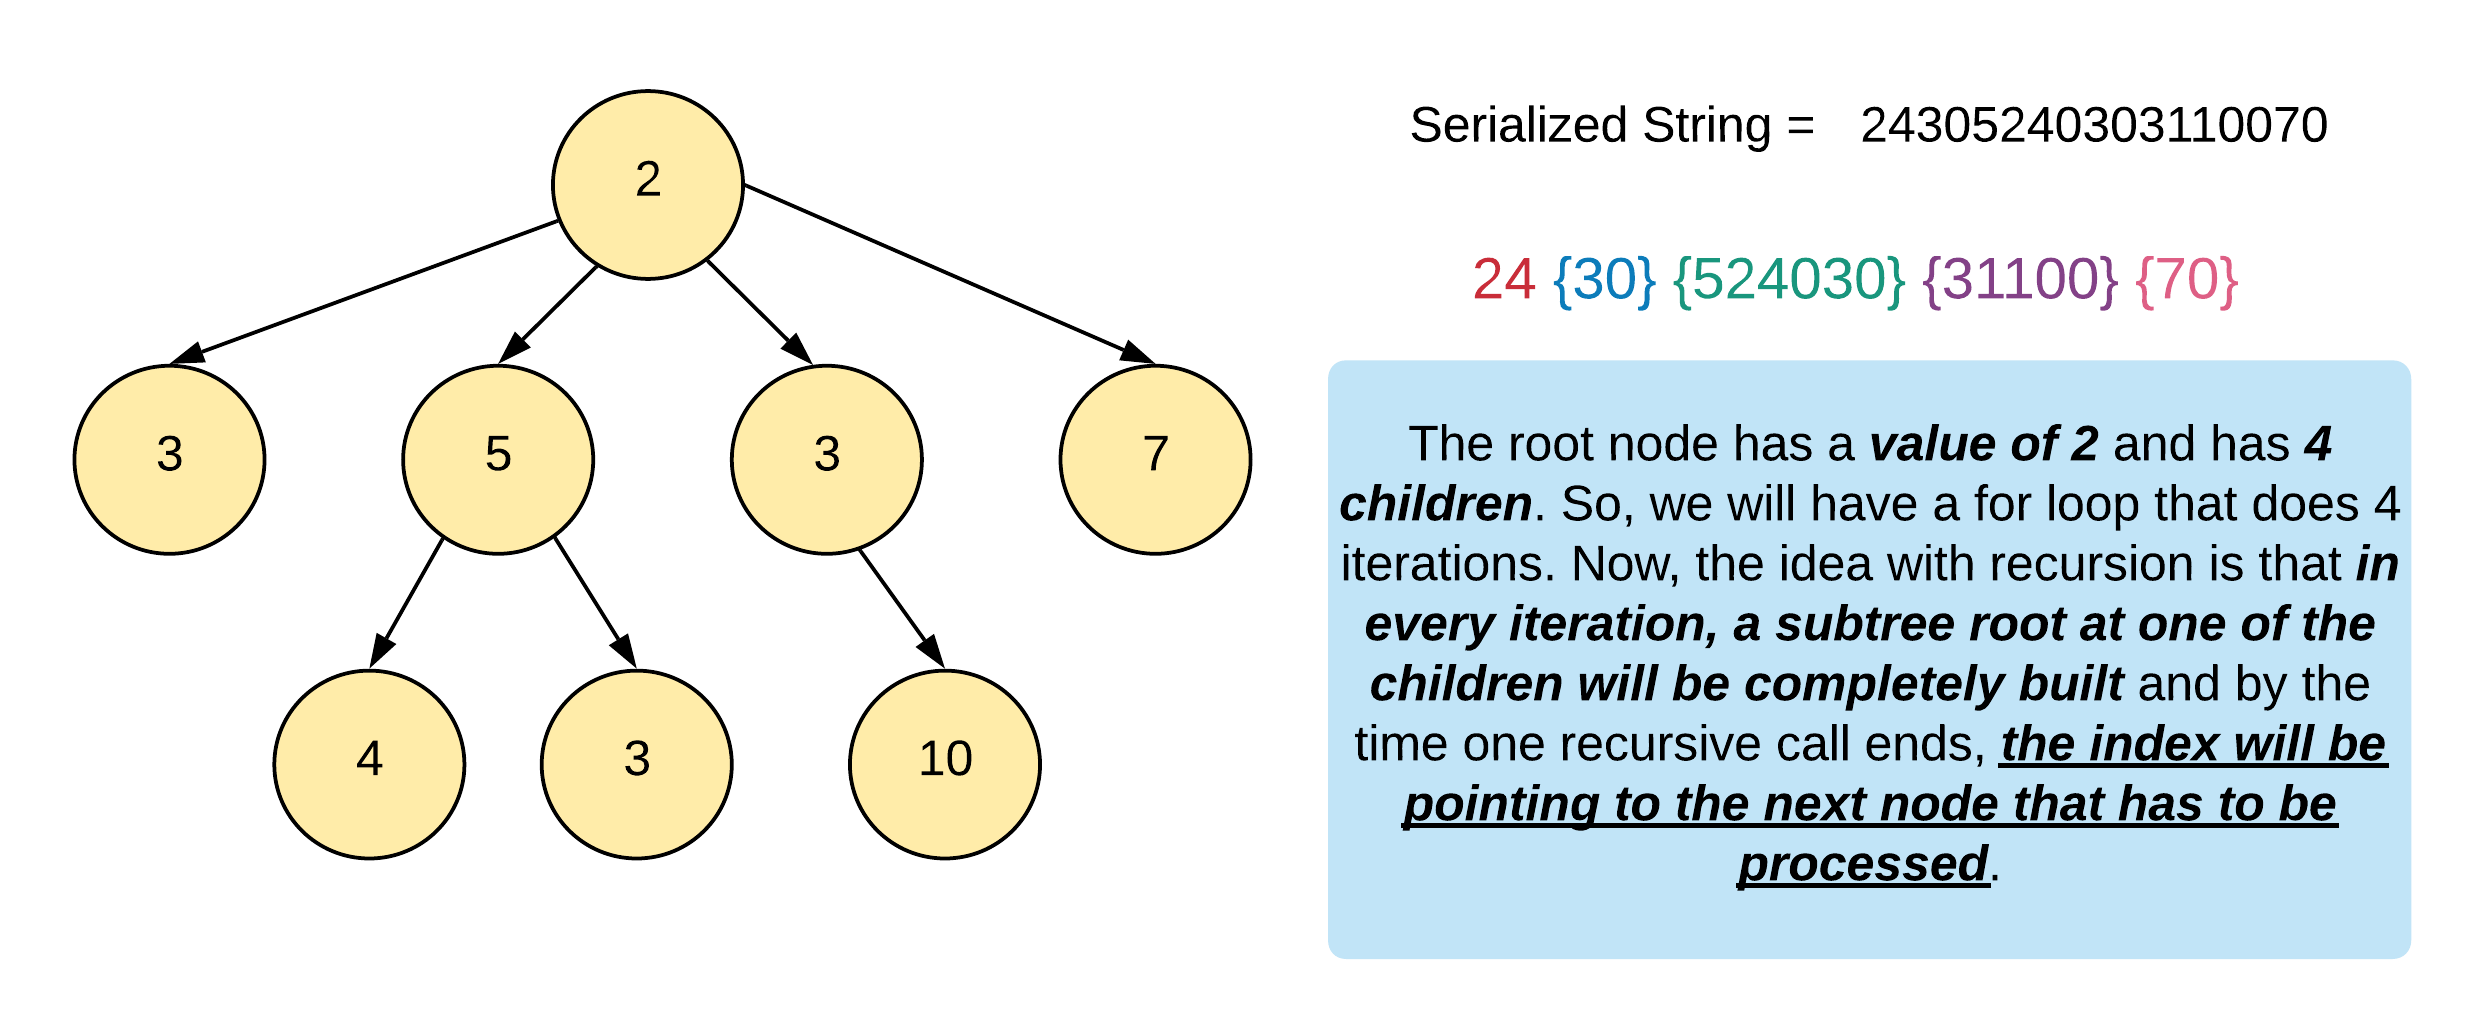 2
3
5
3
7
4
3
10
Serialized String = 24305240303110070
24 {30} {524030} {31100} {70}
The root node has a value of 2 and has 4
children. So, we will have a for loop that does 4
iterations. Now, the idea with recursion is that in
every iteration, a subtree root at one of the
children will be completely built and by the
time one recursive call ends, the index will be
pointing to the next node that has to be
processed.